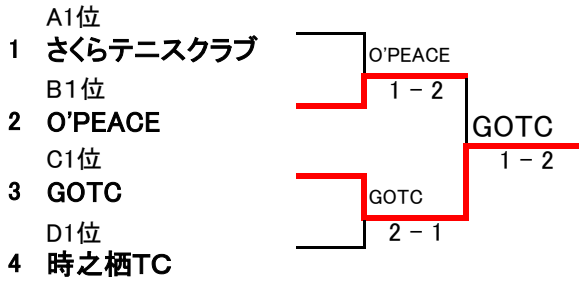 A1位
1 さくらテニスクラブ
B1位
2 O'PEACE
C1位
3 GOTC
D1位
4 時之栖TC
O'PEACE
1 − 2
GOTC
2 − 1
GOTC
1 − 2